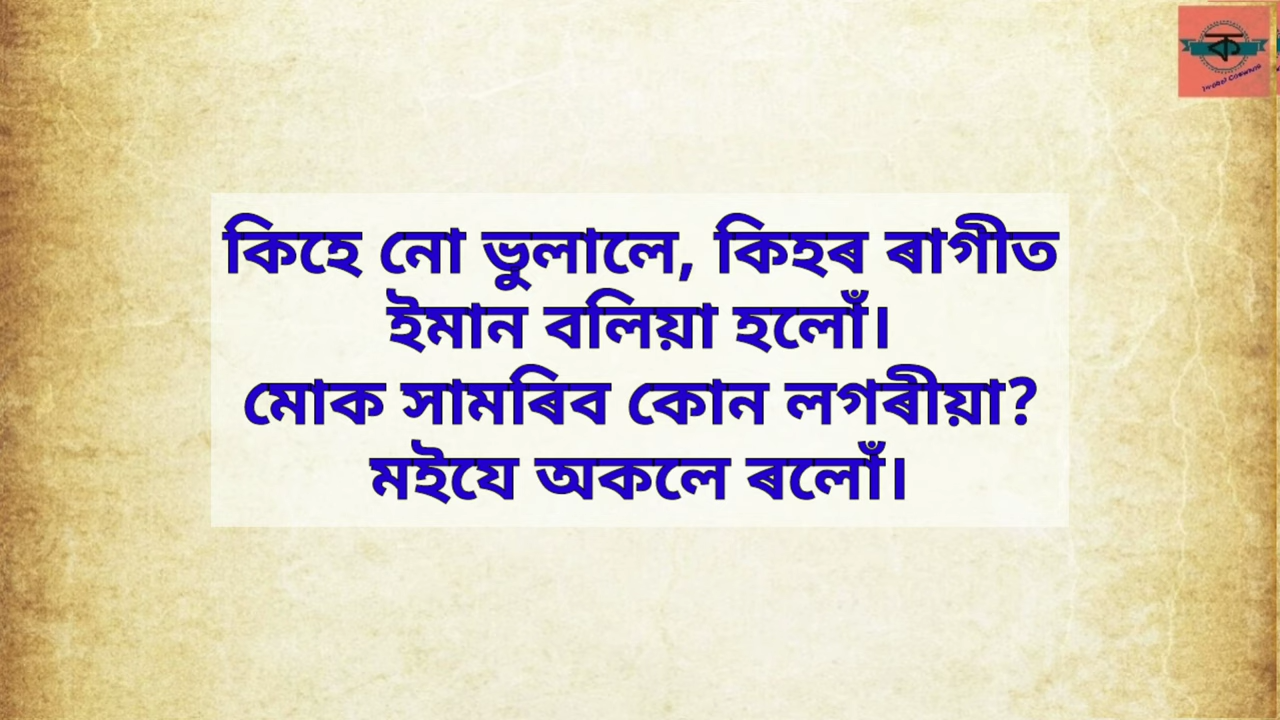 কিহে নো ভুলালে, কিহৰ ৰাগীত
ইমান বলিয়া হলোঁ।
মোক সামৰিব কোন লগৰীয়া?
মইযে অকলে ৰলোঁ।
ক